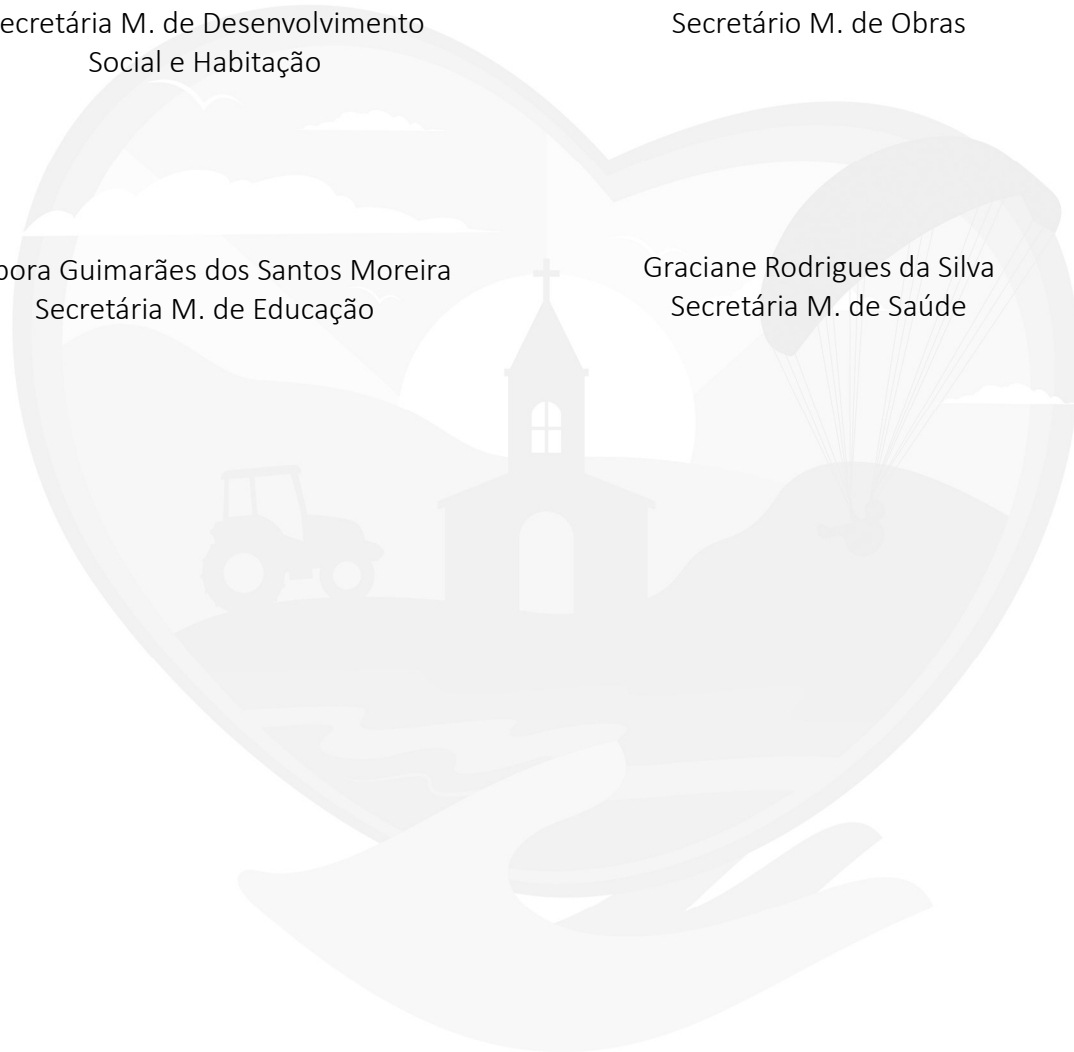 ecretária M. de Desenvolvimento
Social e Habitação
Secretário M. de Obras
bora Guimarães dos Santos Moreira
Secretária M. de Educação
Graciane Rodrigues da Silva
Secretária M. de Saúde